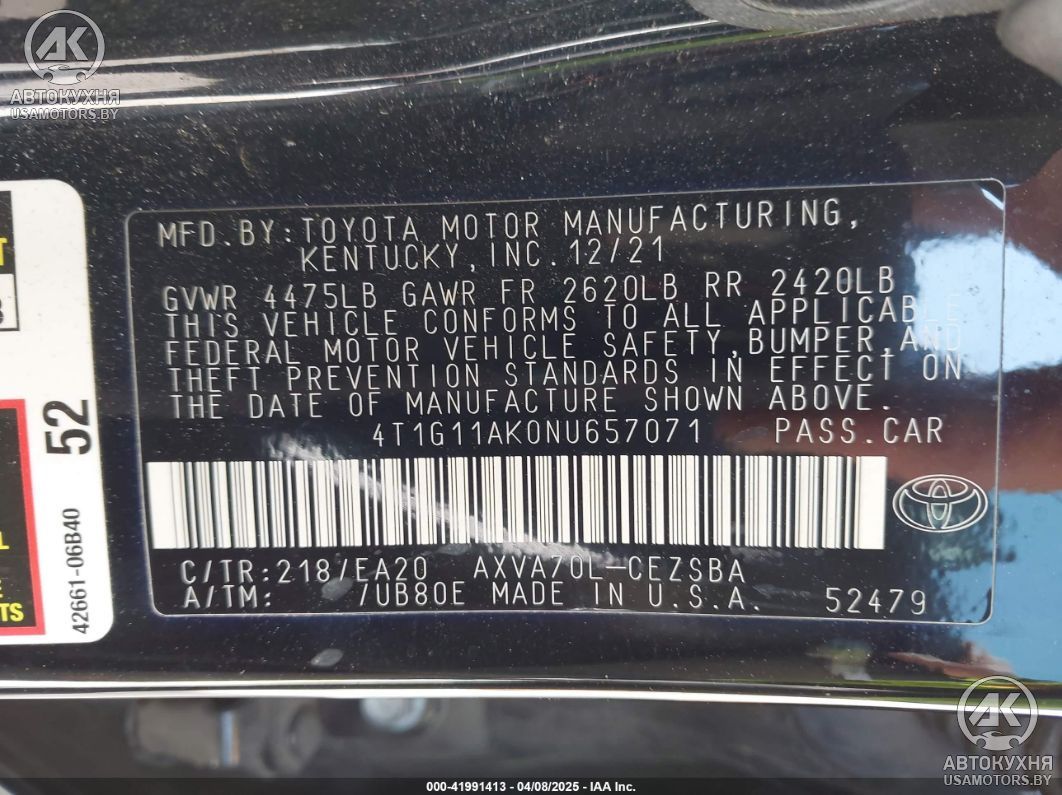 АК
АВТОКУХНЯ
USAMOTORS.BY
MFD.BY:TOYOTA MOTOR MANUFACTURING,
KENTUCKY,INC.12/21
GVWR 4475LB GAWR FR 2620LB RR 2420LB
THIS VEHICLE CONFORMS TO ALL APPLICABLE
FEDERAL MOTOR VEHICLE SAFETY,BUMPER,AND
THEFT PREVENTION STANDARDS IN EFFECT ON
THE DATE OF MANUFACTURE SHOWN ABOVE.
4T1G11AK0NU657071 PASS.CAR
C/TR:218/EA20 AXVA70L-CEZSBA
A/TM: 7UB80E MADE IN U.S.A. 52479
52
42661-06B40
TS
АК
АВТОКУХНЯ
USAMOTORS.BY
000-41991413 - 04/08/2025 - IAA Inc.